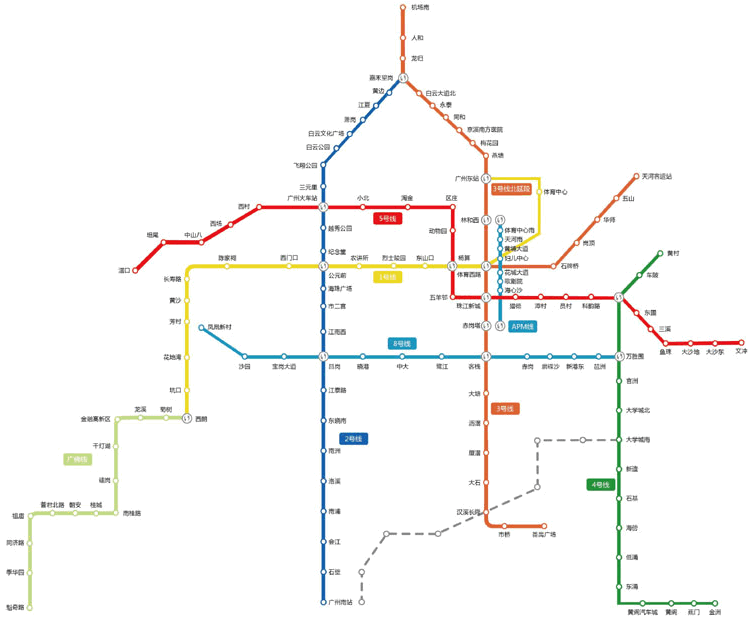 机场南
人和
龙归
嘉禾望岗
黄边
江夏
萧岗
白云文化广场
白云公园
飞翔公园
三元里
广州火车站
白云大道北
永泰
同和
京溪南方医院
梅花园
燕塘
广州东站
3号线北延段
体育中心
天河客运站
五山
华师
岗顶
石牌桥
小北
淘金
区庄
5号线
西村
西场
中山八
坦尾
滘口
动物园
杨箕
五羊邨
林和西
体育中心南
天河南
妇儿中心
花城大道
歌剧院
海心沙
体育西路
珠江新城
猎德
潭村
员村
科韵路
黄村
车陂
东圃
三溪
鱼珠
大沙地
大沙东
文冲
越秀公园
纪念堂
公元前
农讲所
烈士陵园
东山口
1号线
西门口
陈家祠
长寿路
黄沙
芳村
花地湾
坑口
西朗
海珠广场
市二宫
江南西
凤凰新村
沙园
宝岗大道
8号线
晓港
中大
鹭江
客栈
赤岗塔
APM线
赤岗
磨碟沙
新港东
琶洲
万胜围
江泰路
东晓南
2号线
南洲
洛溪
南浦
会江
石壁
广州南站
大塘
沥滘
3号线
厦滘
大石
汉溪长隆
市桥
番禺广场
官洲
大学城北
大学城南
新造
4号线
石碁
海傍
低涌
东涌
黄阁汽车城
黄阁
蕉门
金洲
菊树
龙溪
金融高新区
千灯湖
广佛线
礌岗
南桂路
桂城
朝安
普村北路
祖庙
同济路
季华园
魁奇路